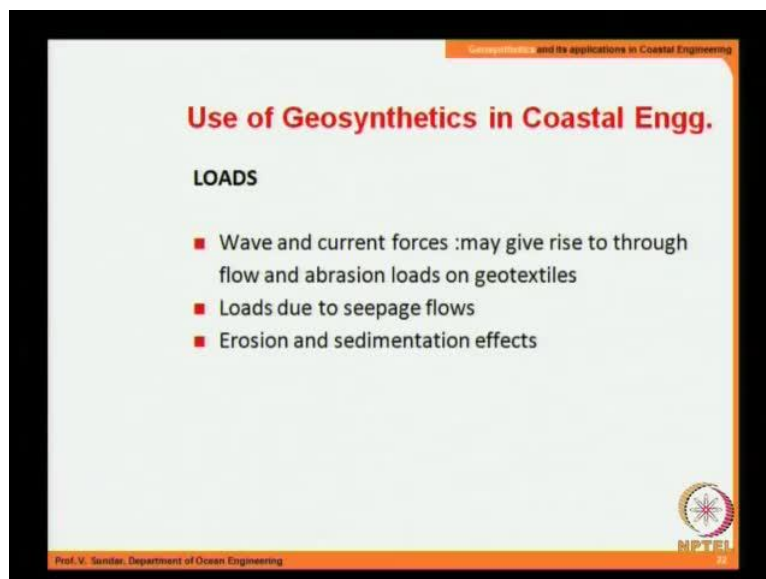 Geosynthetics and its applications in Coastal Engineering
Use of Geosynthetics in Coastal Engg.
LOADS
Wave and current forces :may give rise to through
flow and abrasion loads on geotextiles
Loads due to seepage flows
Erosion and sedimentation effects
NPTEL
Prof. V. Sundar, Department of Ocean Engineering
22